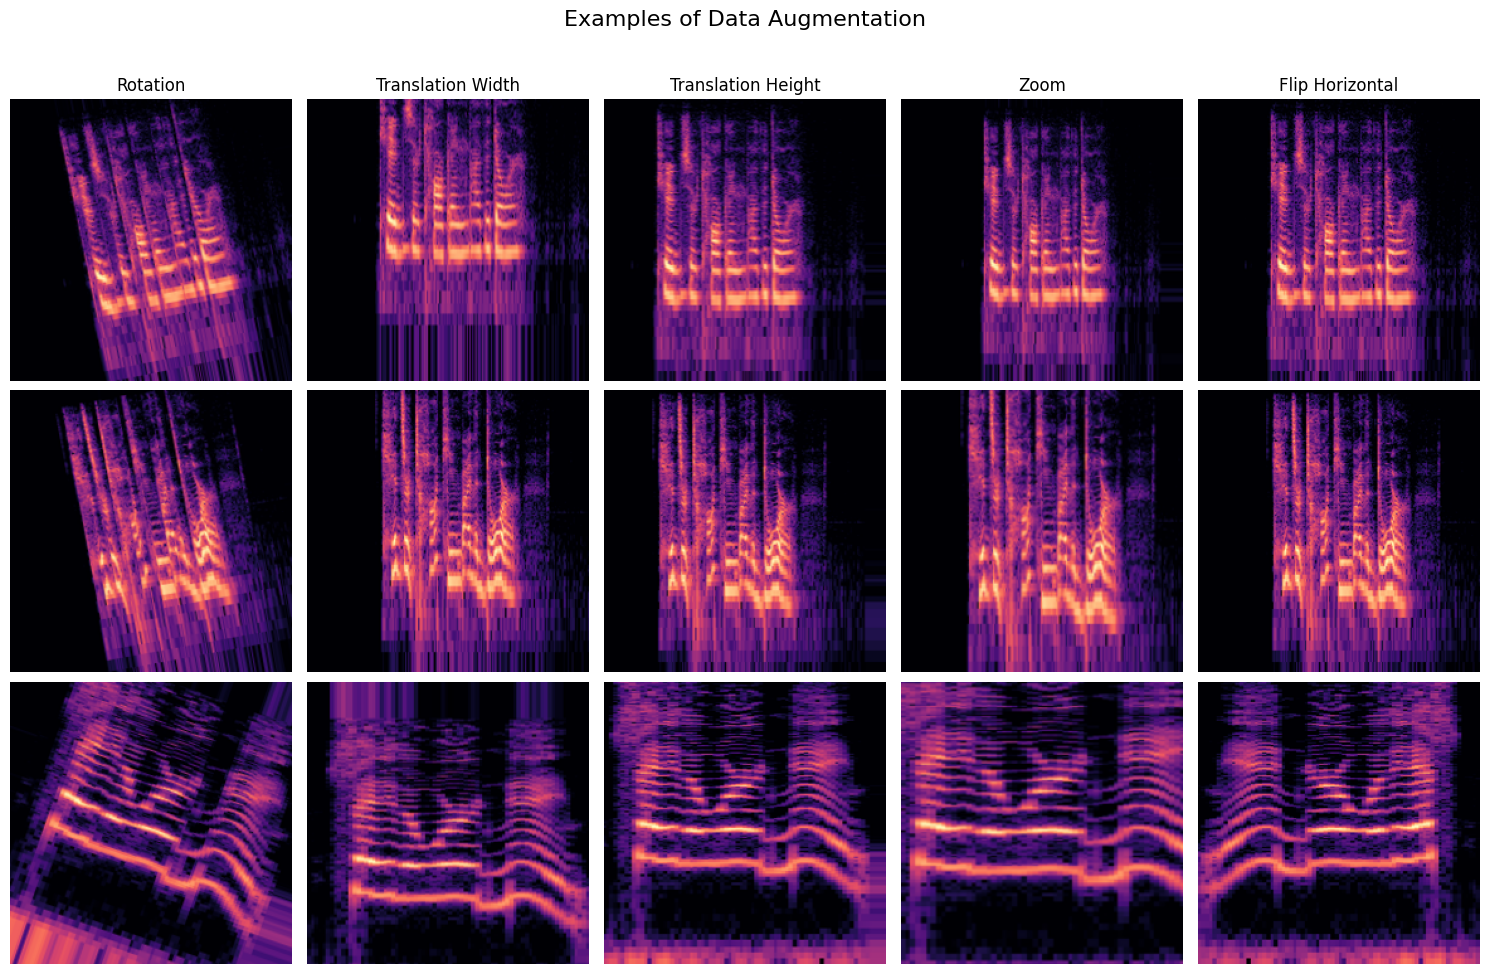 Examples of Data Augmentation
Rotation
Translation Width
Translation Height
Zoom
Flip Horizontal